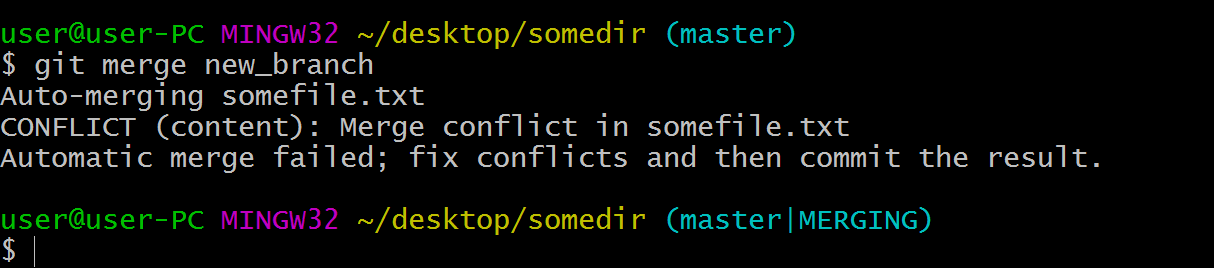 user@user-PC MINGW32 ~/desktop/somedir (master)
$ git merge new_branch
Auto-merging somefile.txt
CONFLICT (content): Merge conflict in somefile.txt
Automatic merge failed; fix conflicts and then commit the result.
user@user-PC MINGW32 ~/desktop/somedir (master|MERGING)
$